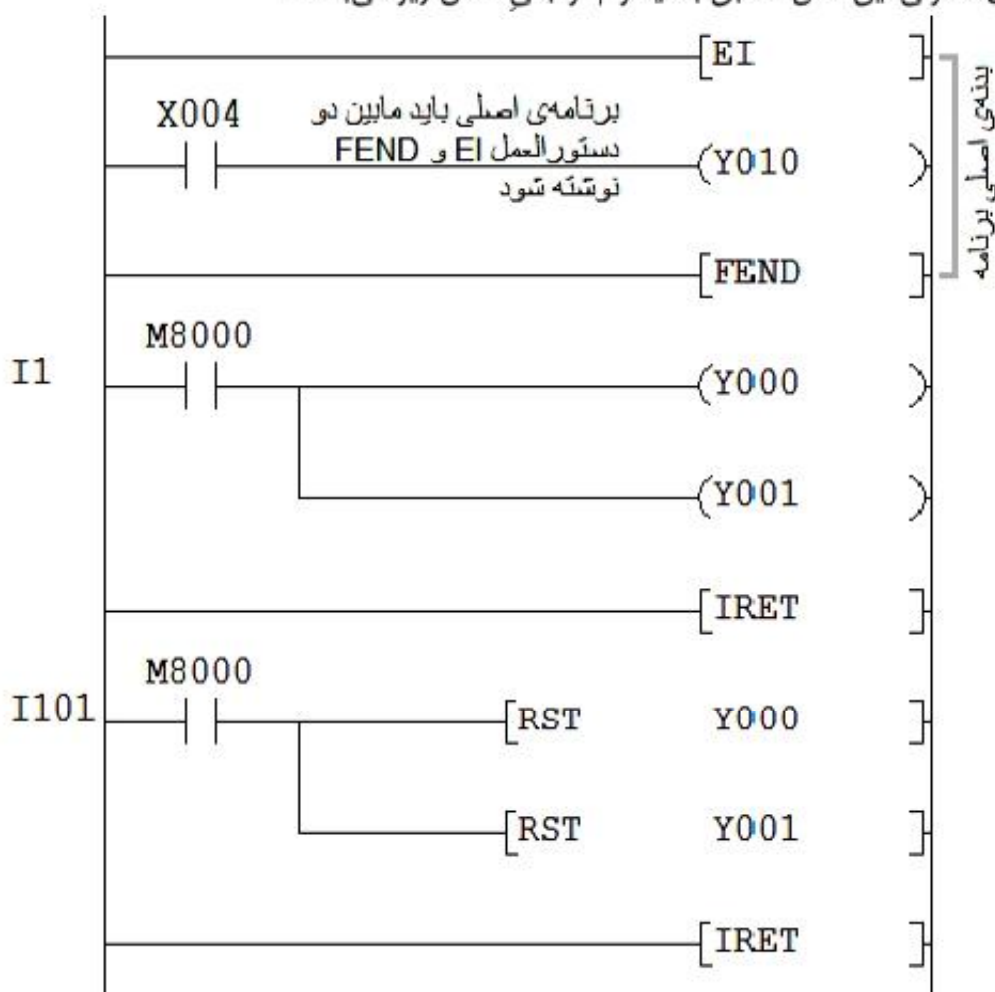 [EI ]
X004
برنامه‌ی اصلی باید مابین دو
دستورالعمل EI و FEND
نوشته شود
(Y010 )
[FEND ]
بدنه‌ی اصلی برنامه
M8000
I1
(Y000 )
(Y001 )
[IRET ]
M8000
I101
[RST Y000 ]
[RST Y001 ]
[IRET ]